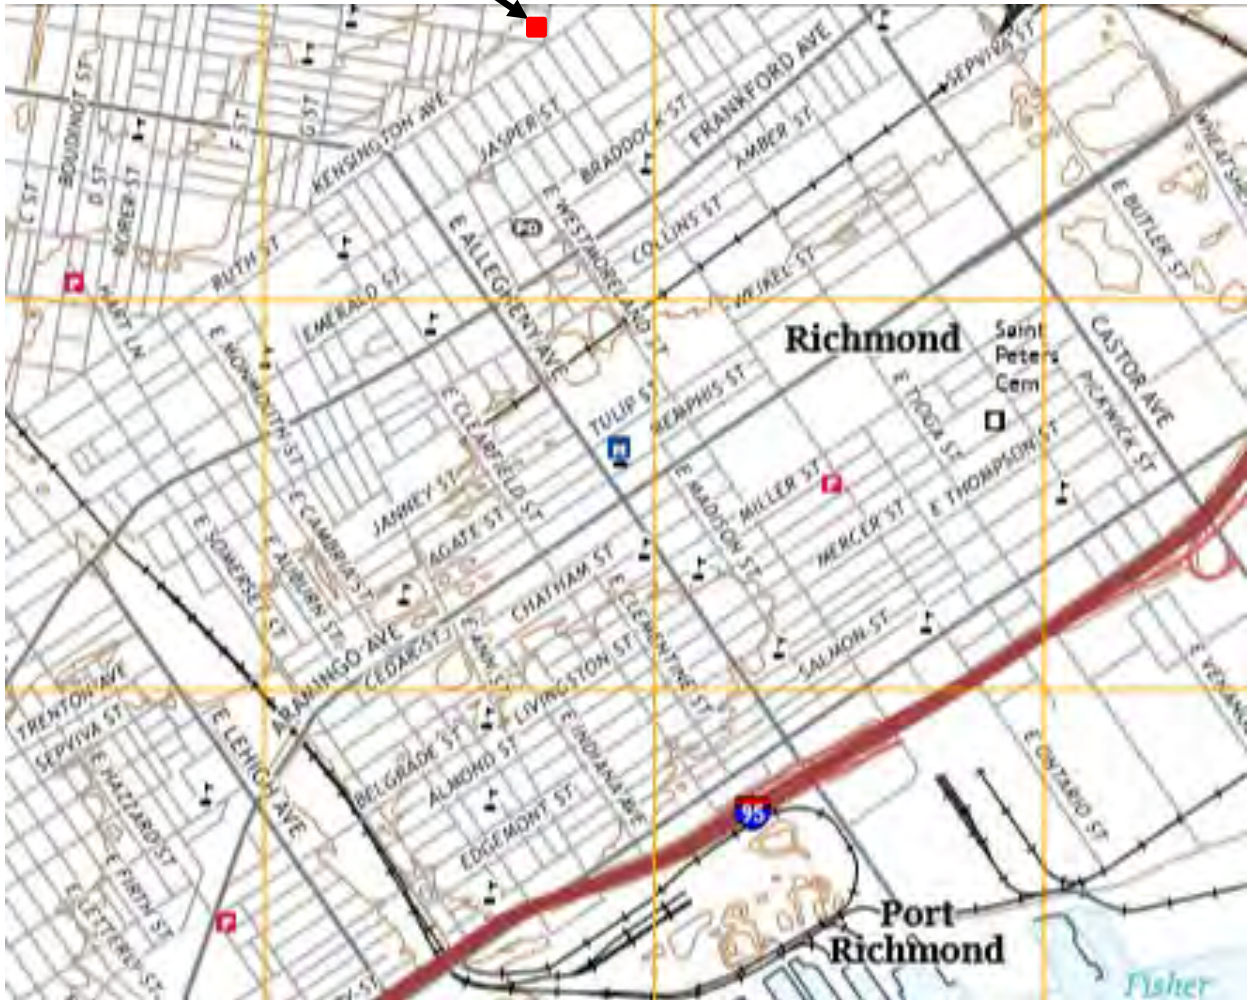 SEPVIVA ST
FRANKFORD AVE
BOUDINOT ST
F ST
G ST
KENSINGTON AVE
JASPER ST
BRADDOCK ST
AMBER ST
C ST
D ST
RORER ST
E WESTMORELAND ST
COLLINS ST
E BUTLER ST
PD
RUTH ST
E ALLEGHENY AVE
WEIKEL ST
HART LN
EMERALD ST
E MONMOUTH ST
Richmond
Saint
Peters
Cem
CASTOR AVE
PICKWICK ST
E TIOGA ST
TULIP ST
MEMPHIS ST
H
E CLEARFIELD ST
E THOMPSON ST
E MADISON ST
MILLER ST
F
JANNEY ST
E CAMBRIA ST
MERCER ST
E SOMERSET ST
E AUBURN ST
AGATE ST
CHATHAM ST
E CLEMENTINE ST
ARAMINGO AVE
CEDAR ST
ANN ST
LIVINGSTON ST
SALMON ST
TRENTON AVE
SEPVIVA ST
E LEHIGH AVE
E INDIANA AVE
E ONTARIO ST
BELGRADE ST
ALMOND ST
E HAZZARD ST
EDGEMONT ST
95
E FIRTH ST
E LETTERLY ST
Port
Richmond
Fisher